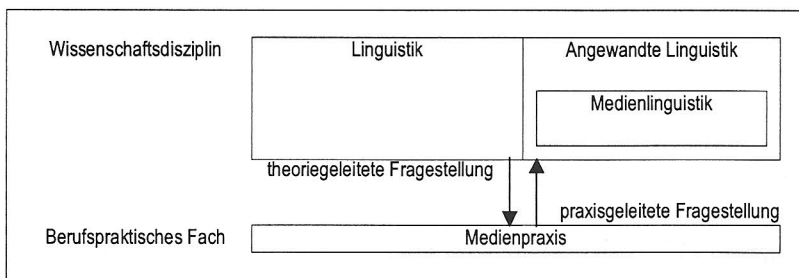 Wissenschaftsdisziplin Linguistik Angewandte Linguistik
Medienlinguistik
theoriegeleitete Fragestellung
praxisgeleitete Fragestellung
Berufspraktisches Fach Medienpraxis